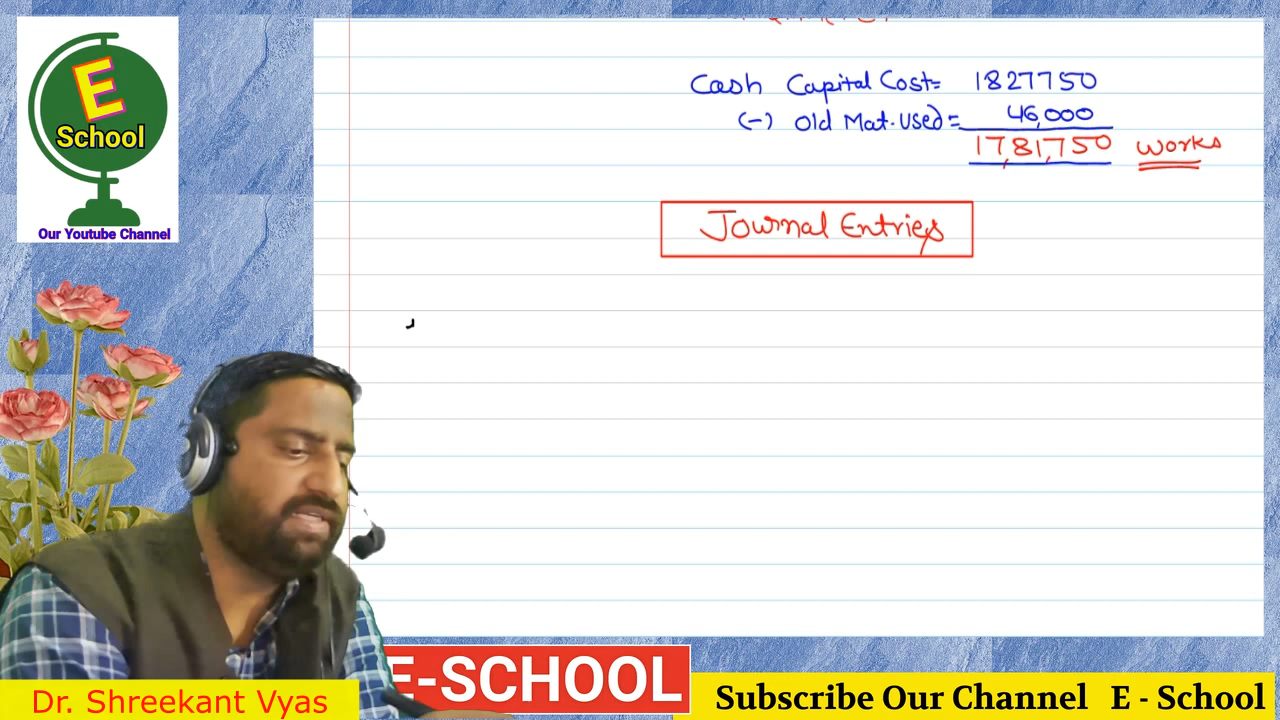 E
School
Our Youtube Channel
Cash Capital Cost = 1827750
(-) Old Mat. Used = 46,000
17,81,750 Works
Journal Entries
E-SCHOOL
Dr. Shreekant Vyas
Subscribe Our Channel E - School